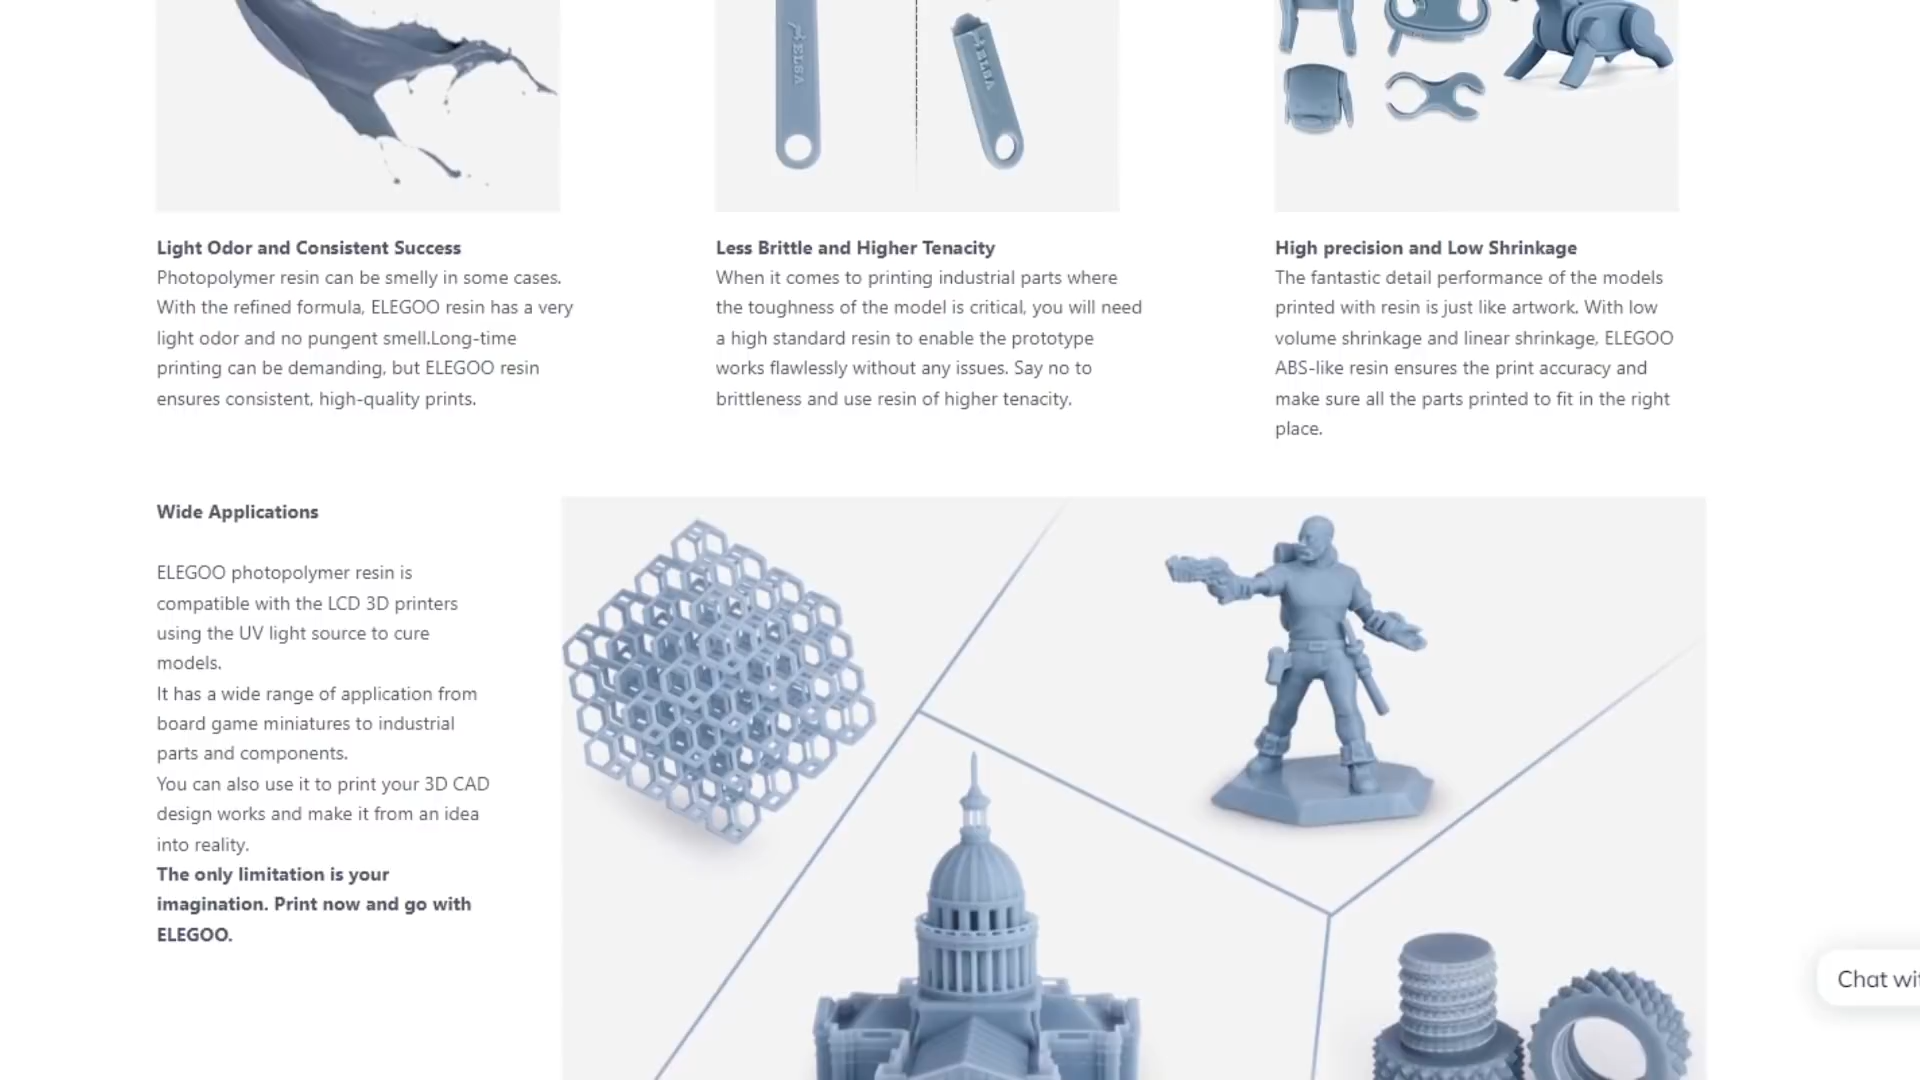 ELSA
ELSA
Light Odor and Consistent Success
Photopolymer resin can be smelly in some cases.
With the refined formula, ELEGOO resin has a very
light odor and no pungent smell.Long-time
printing can be demanding, but ELEGOO resin
ensures consistent, high-quality prints.
Less Brittle and Higher Tenacity
When it comes to printing industrial parts where
the toughness of the model is critical, you will need
a high standard resin to enable the prototype
works flawlessly without any issues. Say no to
brittleness and use resin of higher tenacity.
High precision and Low Shrinkage
The fantastic detail performance of the models
printed with resin is just like artwork. With low
volume shrinkage and linear shrinkage, ELEGOO
ABS-like resin ensures the print accuracy and
make sure all the parts printed to fit in the right
place.
Wide Applications
ELEGOO photopolymer resin is
compatible with the LCD 3D printers
using the UV light source to cure
models.
It has a wide range of application from
board game miniatures to industrial
parts and components.
You can also use it to print your 3D CAD
design works and make it from an idea
into reality.
The only limitation is your
imagination. Print now and go with
ELEGOO.
Chat wi